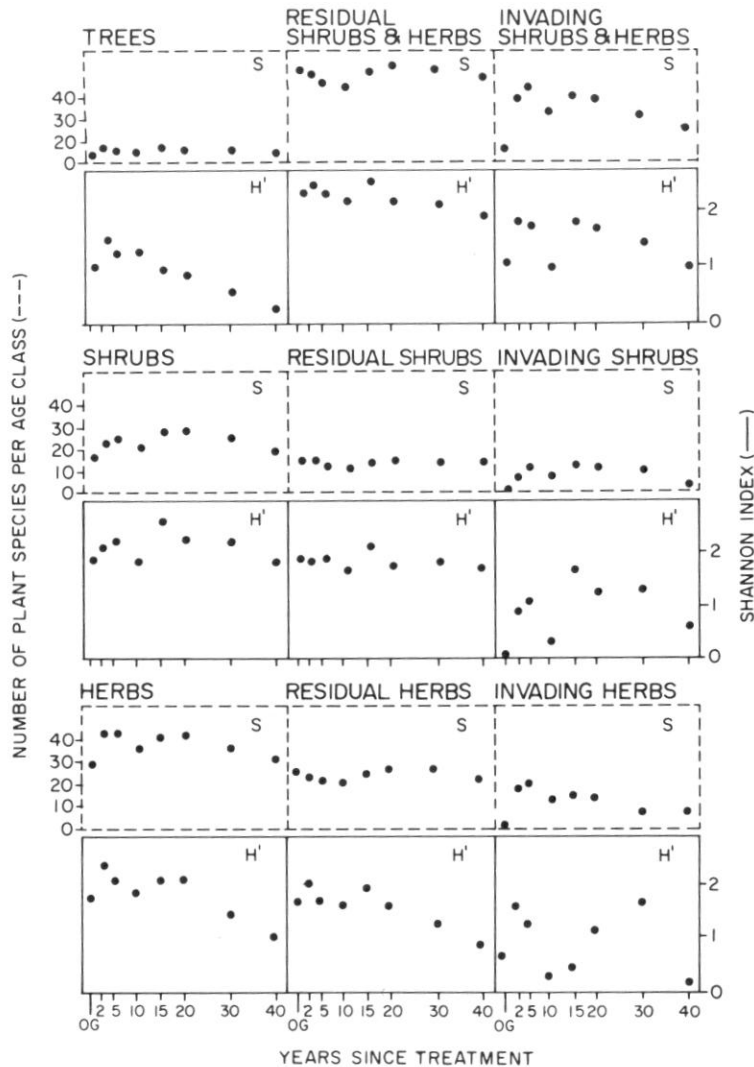 RESIDUAL INVADING
TREES SHRUBS & HERBS SHRUBS & HERBS
S S S
40
30
20
10
0
H' H' H'
2
1
0
SHRUBS RESIDUAL SHRUBS INVADING SHRUBS
S S S
40
30
20
10
0
H' H' H'
2
1
0
HERBS RESIDUAL HERBS INVADING HERBS
S S S
40
30
20
10
0
H' H' H'
2
1
0
2 5 10 15 20 30 40 2 5 10 15 20 30 40 2 5 10 15 20 30 40
OG OG OG
YEARS SINCE TREATMENT
NUMBER OF PLANT SPECIES PER AGE CLASS (---)
SHANNON INDEX (——)